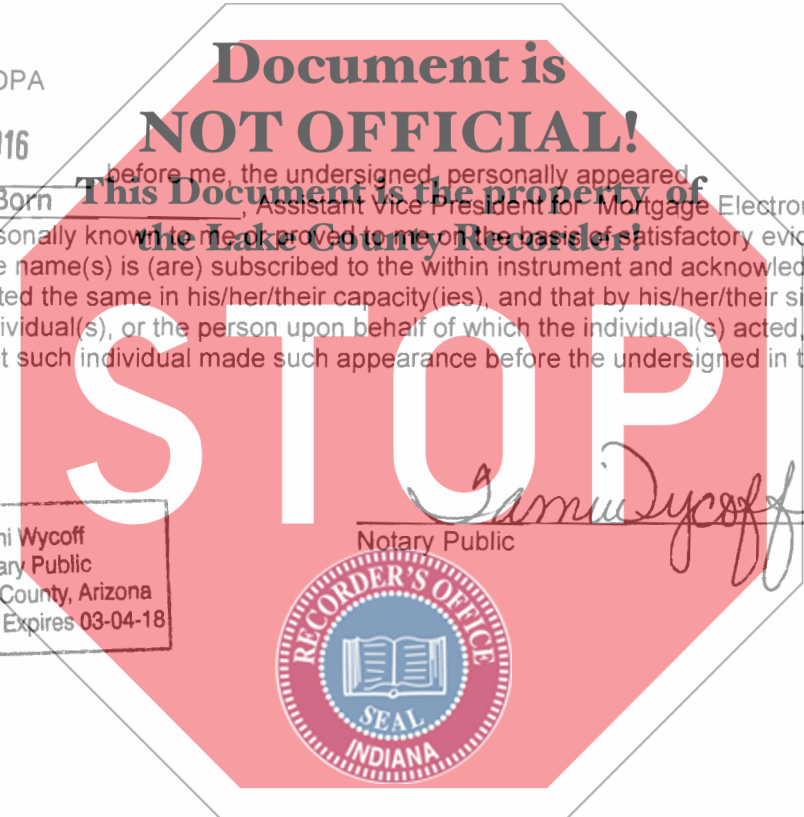 Document is
OPA
NOT OFFICIAL!
016
before me, the undersigned, personally appeared
Born
This Document is the property of
, Assistant Vice President for Mortgage Electron
the Lake County Recorder!
sonally known to me or proved to me on the basis of satisfactory evid
e name(s) is (are) subscribed to the within instrument and acknowled
ted the same in his/her/their capacity(ies), and that by his/her/their si
ividual(s), or the person upon behalf of which the individual(s) acted,
t such individual made such appearance before the undersigned in t
STOP
Tami Wycoff
Notary Public
ni Wycoff
ary Public
County, Arizona
Expires 03-04-18
RECORDER'S OFFICE
SEAL
INDIANA